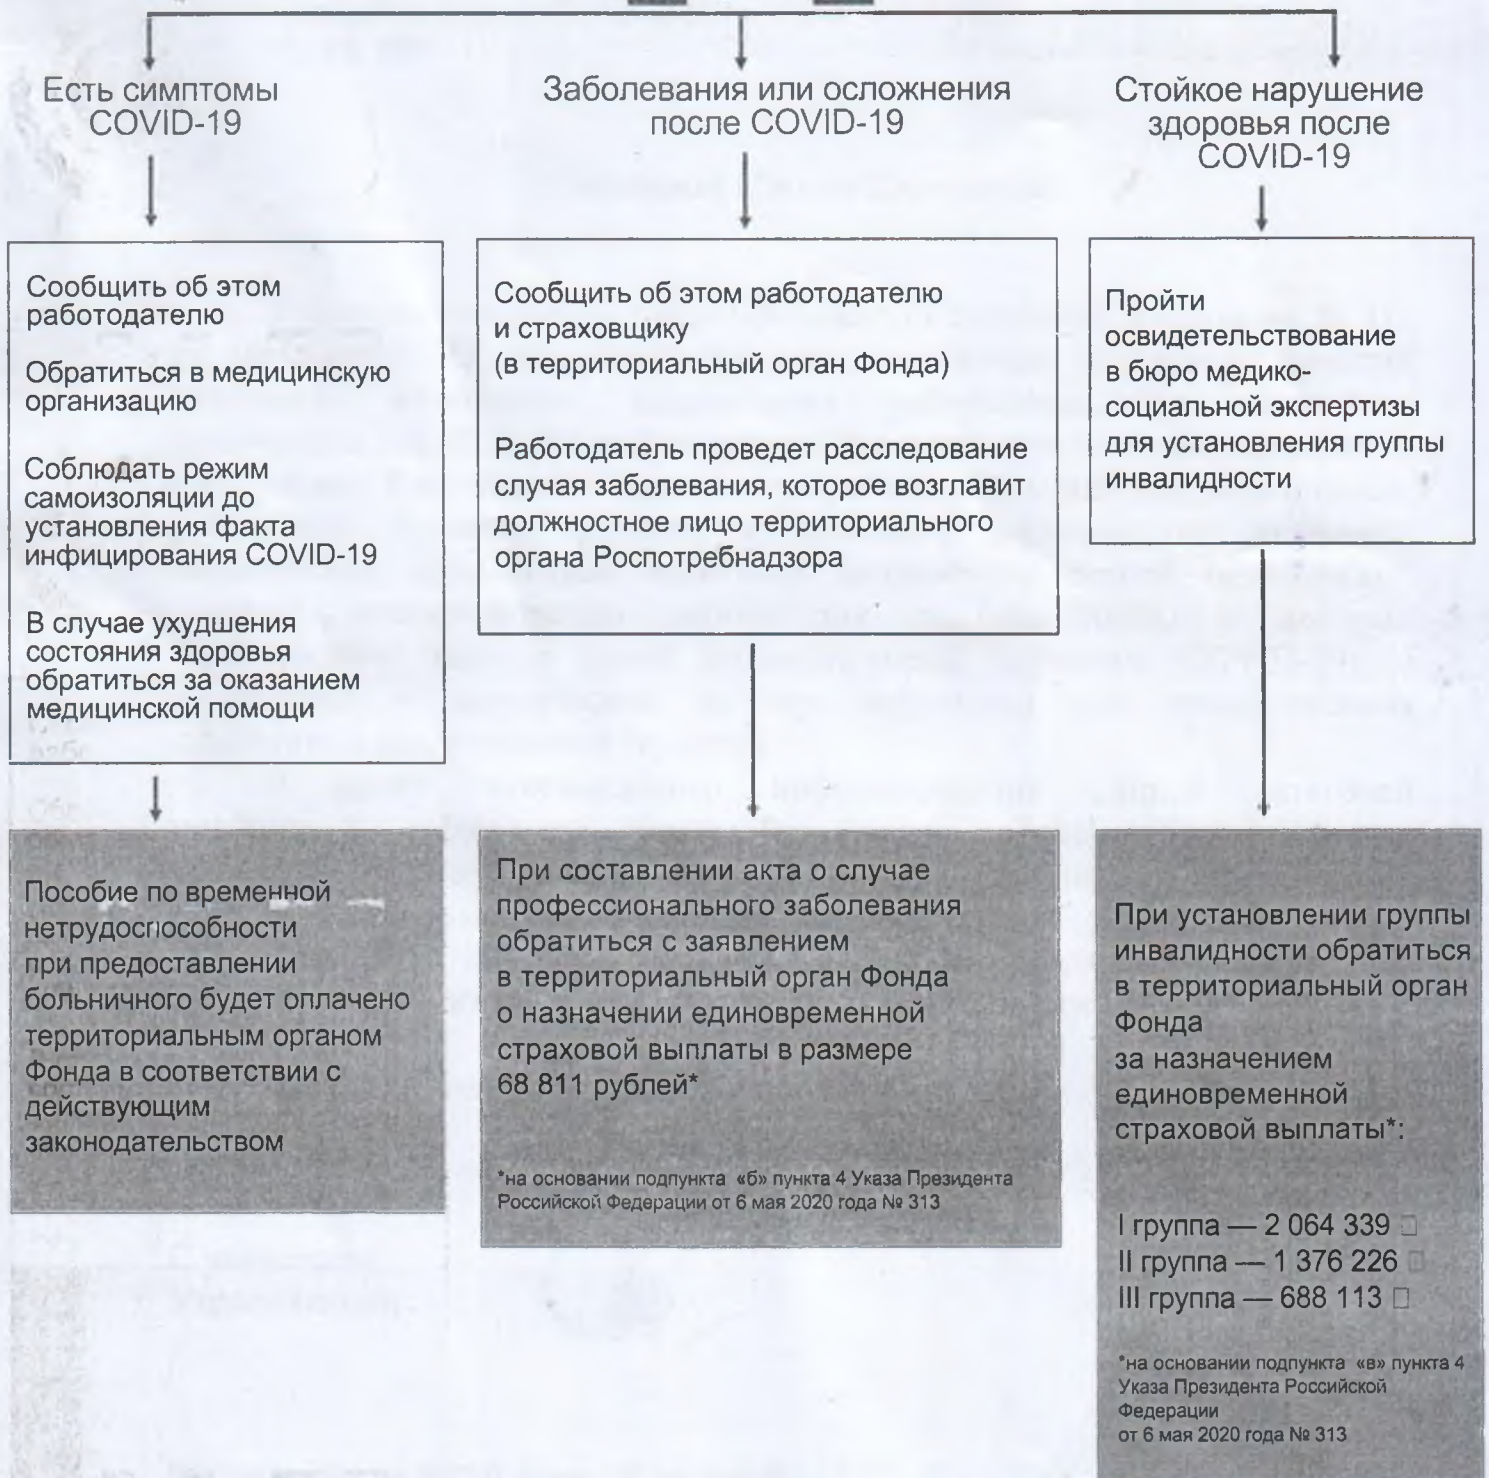 Есть симптомы
COVID-19
Сообщить об этом
работодателю
Обратиться в медицинскую
организацию
Соблюдать режим
самоизоляции до
установления факта
инфицирования COVID-19
В случае ухудшения
состояния здоровья
обратиться за оказанием
медицинской помощи
Пособие по временной
нетрудоспособности
при предоставлении
больничного будет оплачено
территориальным органом
Фонда в соответствии с
действующим
законодательством
Заболевания или осложнения
после COVID-19
Сообщить об этом работодателю
и страховщику
(в территориальный орган Фонда)
Работодатель проведет расследование
случая заболевания, которое возглавит
должностное лицо территориального
органа Роспотребнадзора
При составлении акта о случае
профессионального заболевания
обратиться с заявлением
в территориальный орган Фонда
о назначении единовременной
страховой выплаты в размере
68 811 рублей*
*на основании подпункта «б» пункта 4 Указа Президента
Российской Федерации от 6 мая 2020 года № 313
Стойкое нарушение
здоровья после
COVID-19
Пройти
освидетельствование
в бюро медико-
социальной экспертизы
для установления группы
инвалидности
При установлении группы
инвалидности обратиться
в территориальный орган
Фонда
за назначением
единовременной
страховой выплаты*:
I группа — 2 064 339 □
II группа — 1 376 226 □
III группа — 688 113 □
*на основании подпункта «в» пункта 4
Указа Президента Российской
Федерации
от 6 мая 2020 года № 313